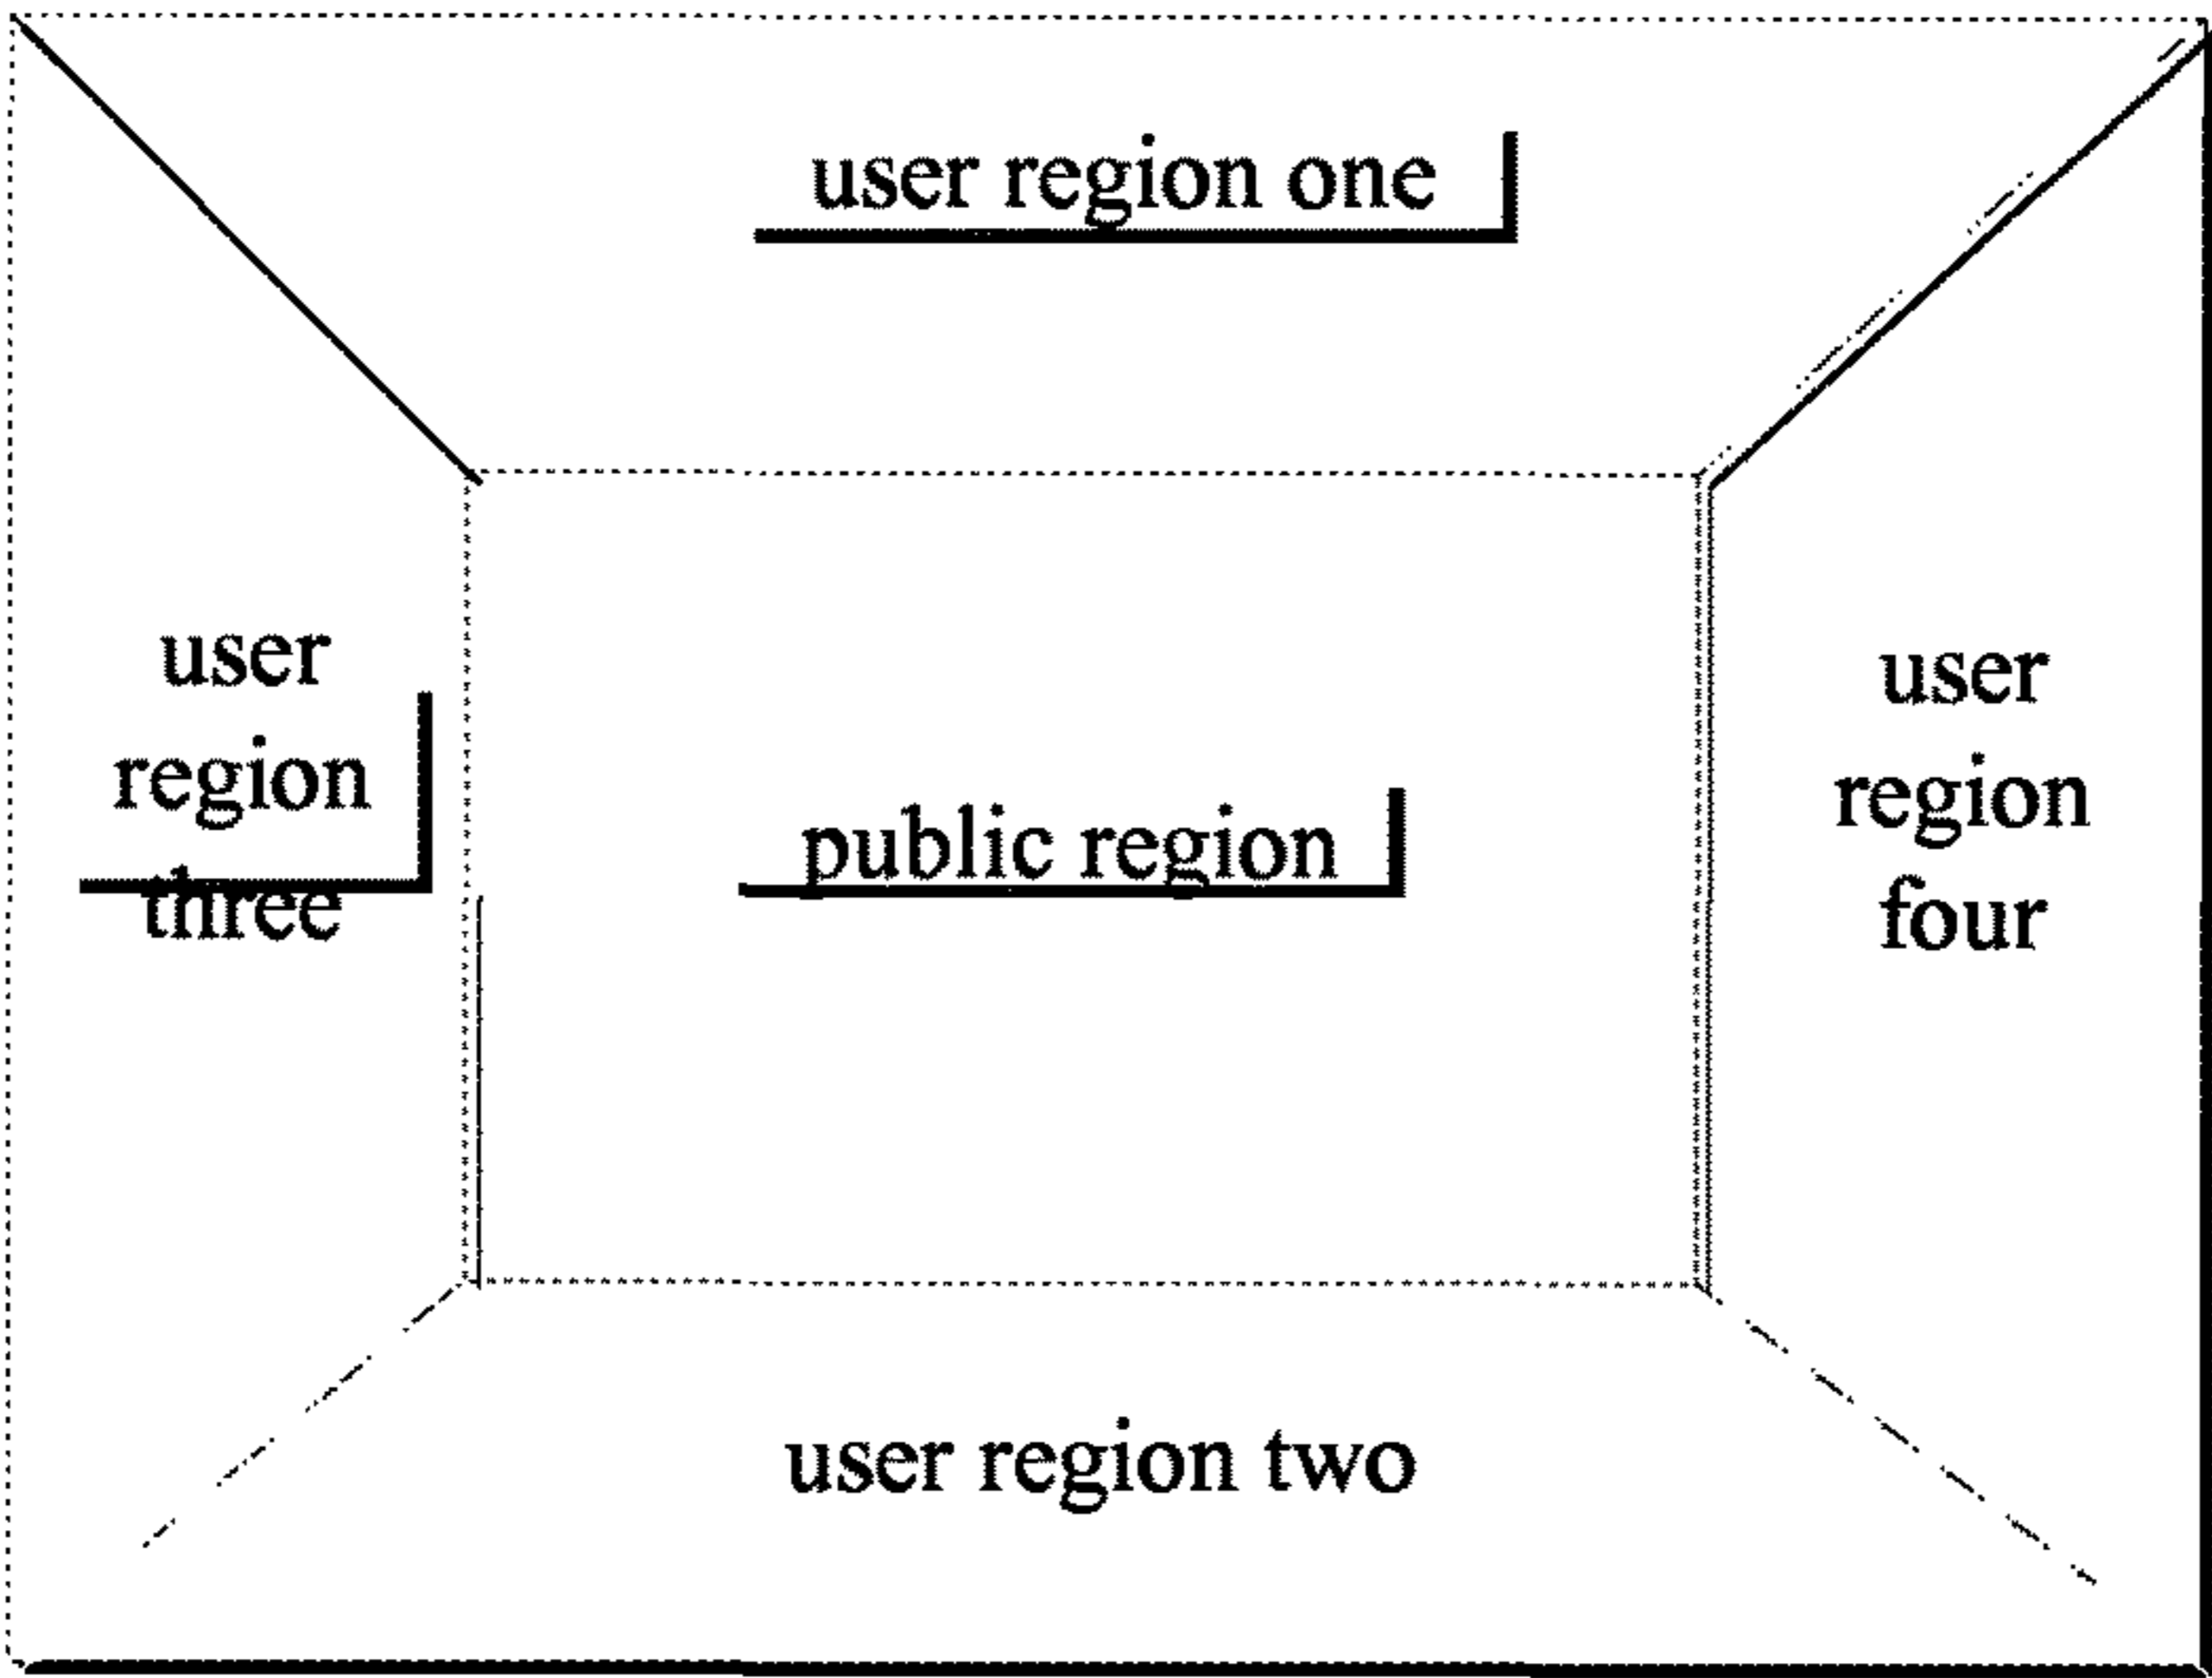 user region one
user
region
three
public region
user
region
four
user region two